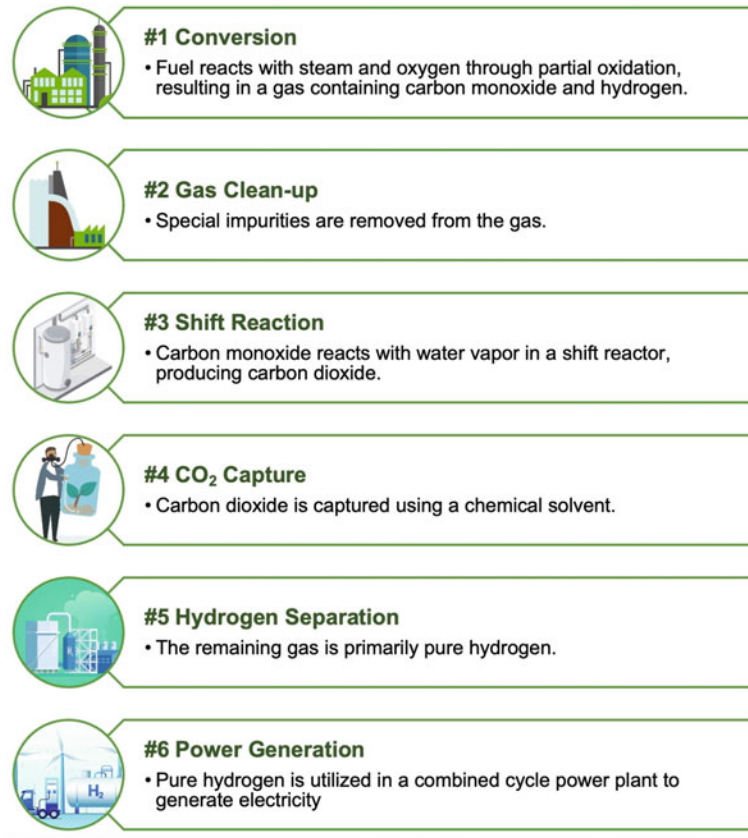 #1 Conversion
• Fuel reacts with steam and oxygen through partial oxidation,
resulting in a gas containing carbon monoxide and hydrogen.
#2 Gas Clean-up
• Special impurities are removed from the gas.
#3 Shift Reaction
• Carbon monoxide reacts with water vapor in a shift reactor,
producing carbon dioxide.
#4 CO₂ Capture
• Carbon dioxide is captured using a chemical solvent.
#5 Hydrogen Separation
• The remaining gas is primarily pure hydrogen.
#6 Power Generation
• Pure hydrogen is utilized in a combined cycle power plant to
generate electricity
H₂